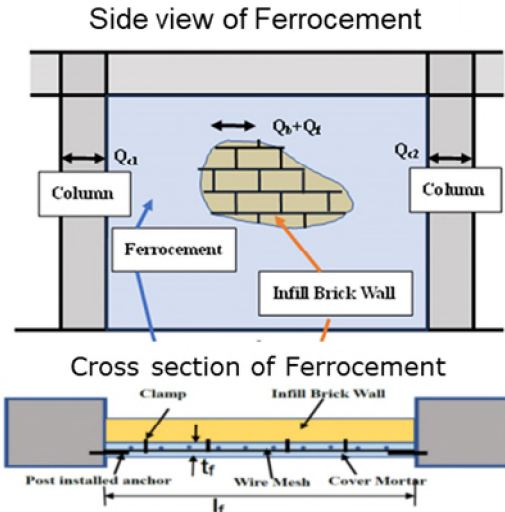 Side view of Ferrocement
Qb+Qf
Qc1
Qc2
Column
Column
Ferrocement
Infill Brick Wall
Cross section of Ferrocement
Clamp
Infill Brick Wall
tf
Post installed anchor
Wire Mesh
Cover Mortar
lf